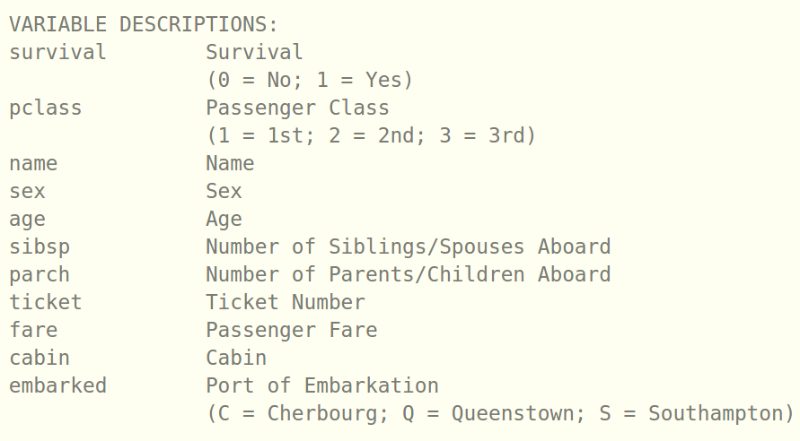 VARIABLE DESCRIPTIONS:
survival        Survival
                (0 = No; 1 = Yes)
pclass          Passenger Class
                (1 = 1st; 2 = 2nd; 3 = 3rd)
name            Name
sex             Sex
age             Age
sibsp           Number of Siblings/Spouses Aboard
parch           Number of Parents/Children Aboard
ticket          Ticket Number
fare            Passenger Fare
cabin           Cabin
embarked        Port of Embarkation
                (C = Cherbourg; Q = Queenstown; S = Southampton)